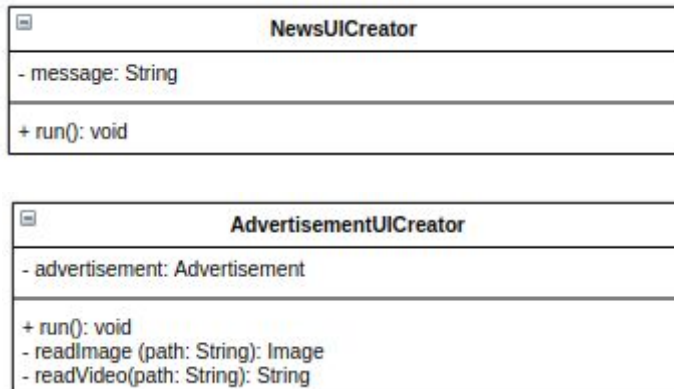 NewsUICreator
- message: String
+ run(): void
AdvertisementUICreator
- advertisement: Advertisement
+ run(): void
- readImage (path: String): Image
- readVideo(path: String): String